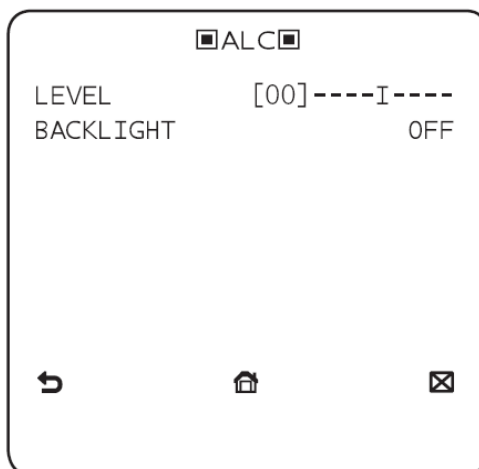 ▣ALC▣
LEVEL [00]----I----
BACKLIGHT OFF